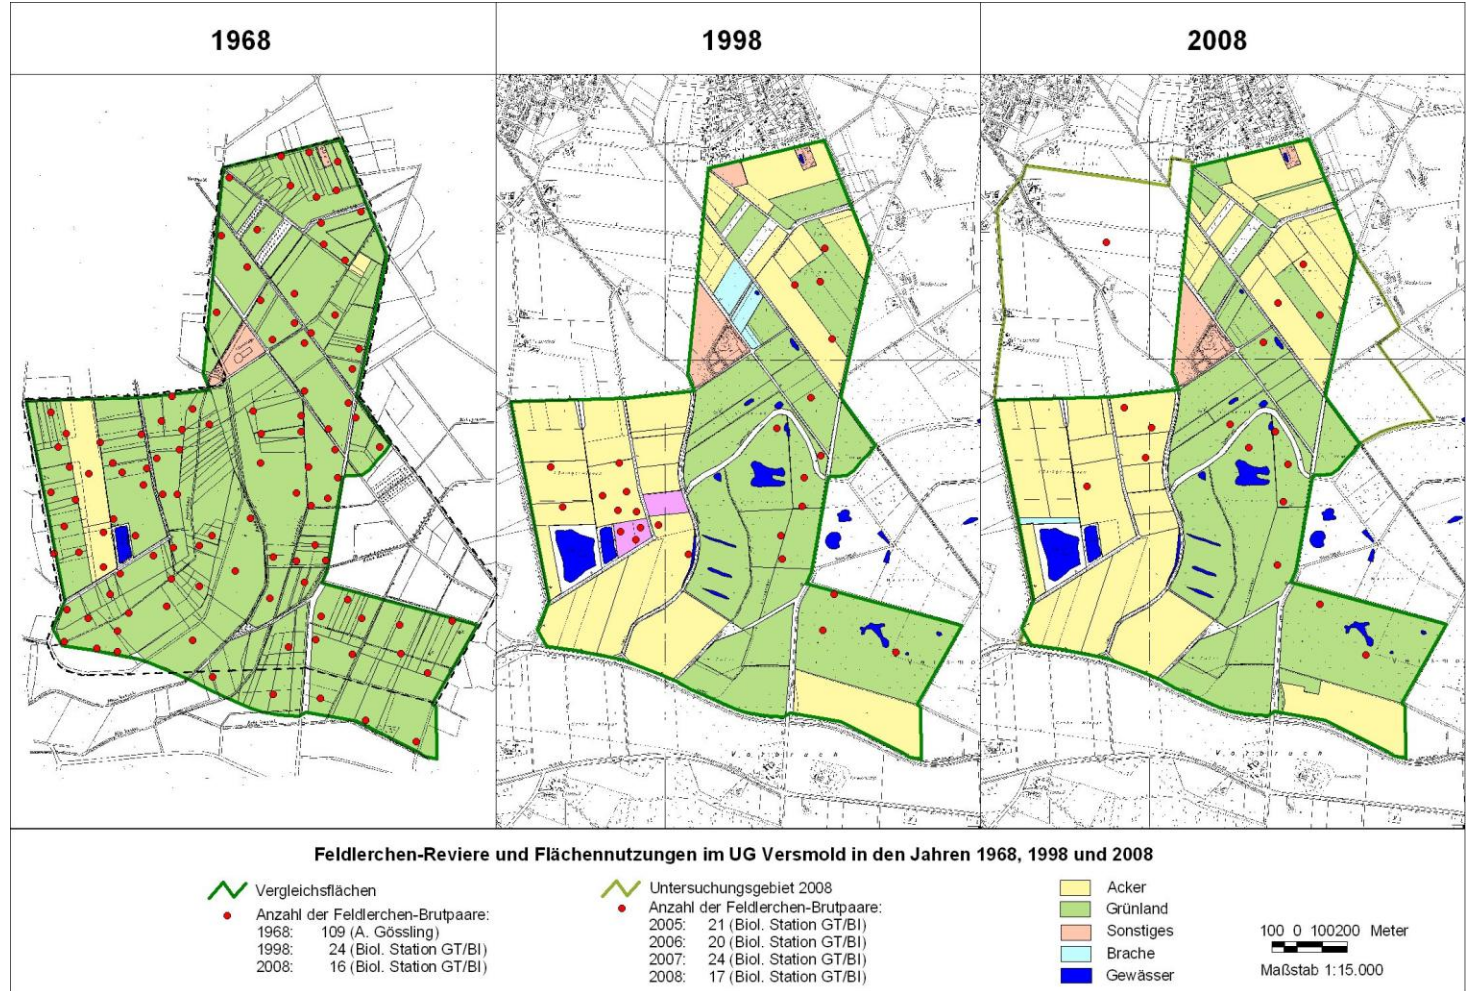 1968
1998
2008
Feldlerchen-Reviere und Flächennutzungen im UG Versmold in den Jahren 1968, 1998 und 2008
Vergleichsflächen
Anzahl der Feldlerchen-Brutpaare:
1968: 109 (A. Gössling)
1998: 24 (Biol. Station GT/BI)
2008: 16 (Biol. Station GT/BI)
Untersuchungsgebiet 2008
Anzahl der Feldlerchen-Brutpaare:
2005: 21 (Biol. Station GT/BI)
2006: 20 (Biol. Station GT/BI)
2007: 24 (Biol. Station GT/BI)
2008: 17 (Biol. Station GT/BI)
Acker
Grünland
Sonstiges
Brache
Gewässer
100 0 100200 Meter
Maßstab 1:15.000